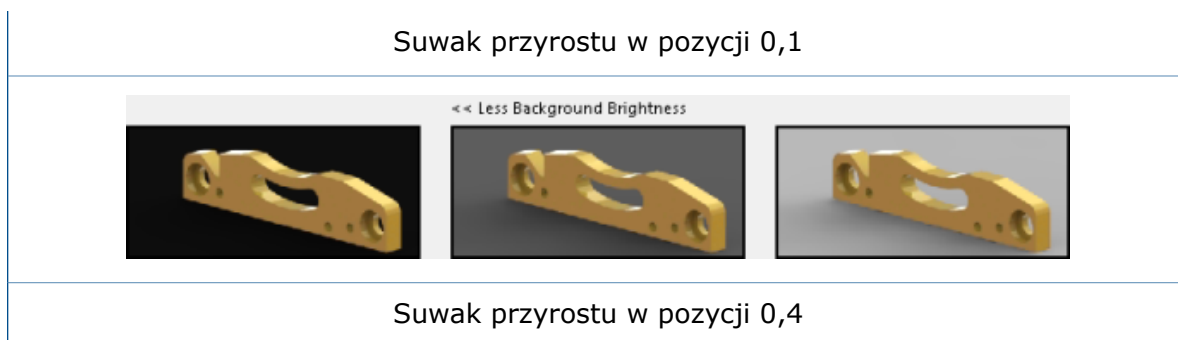 Suwak przyrostu w pozycji 0,1
<< Less Background Brightness
Suwak przyrostu w pozycji 0,4